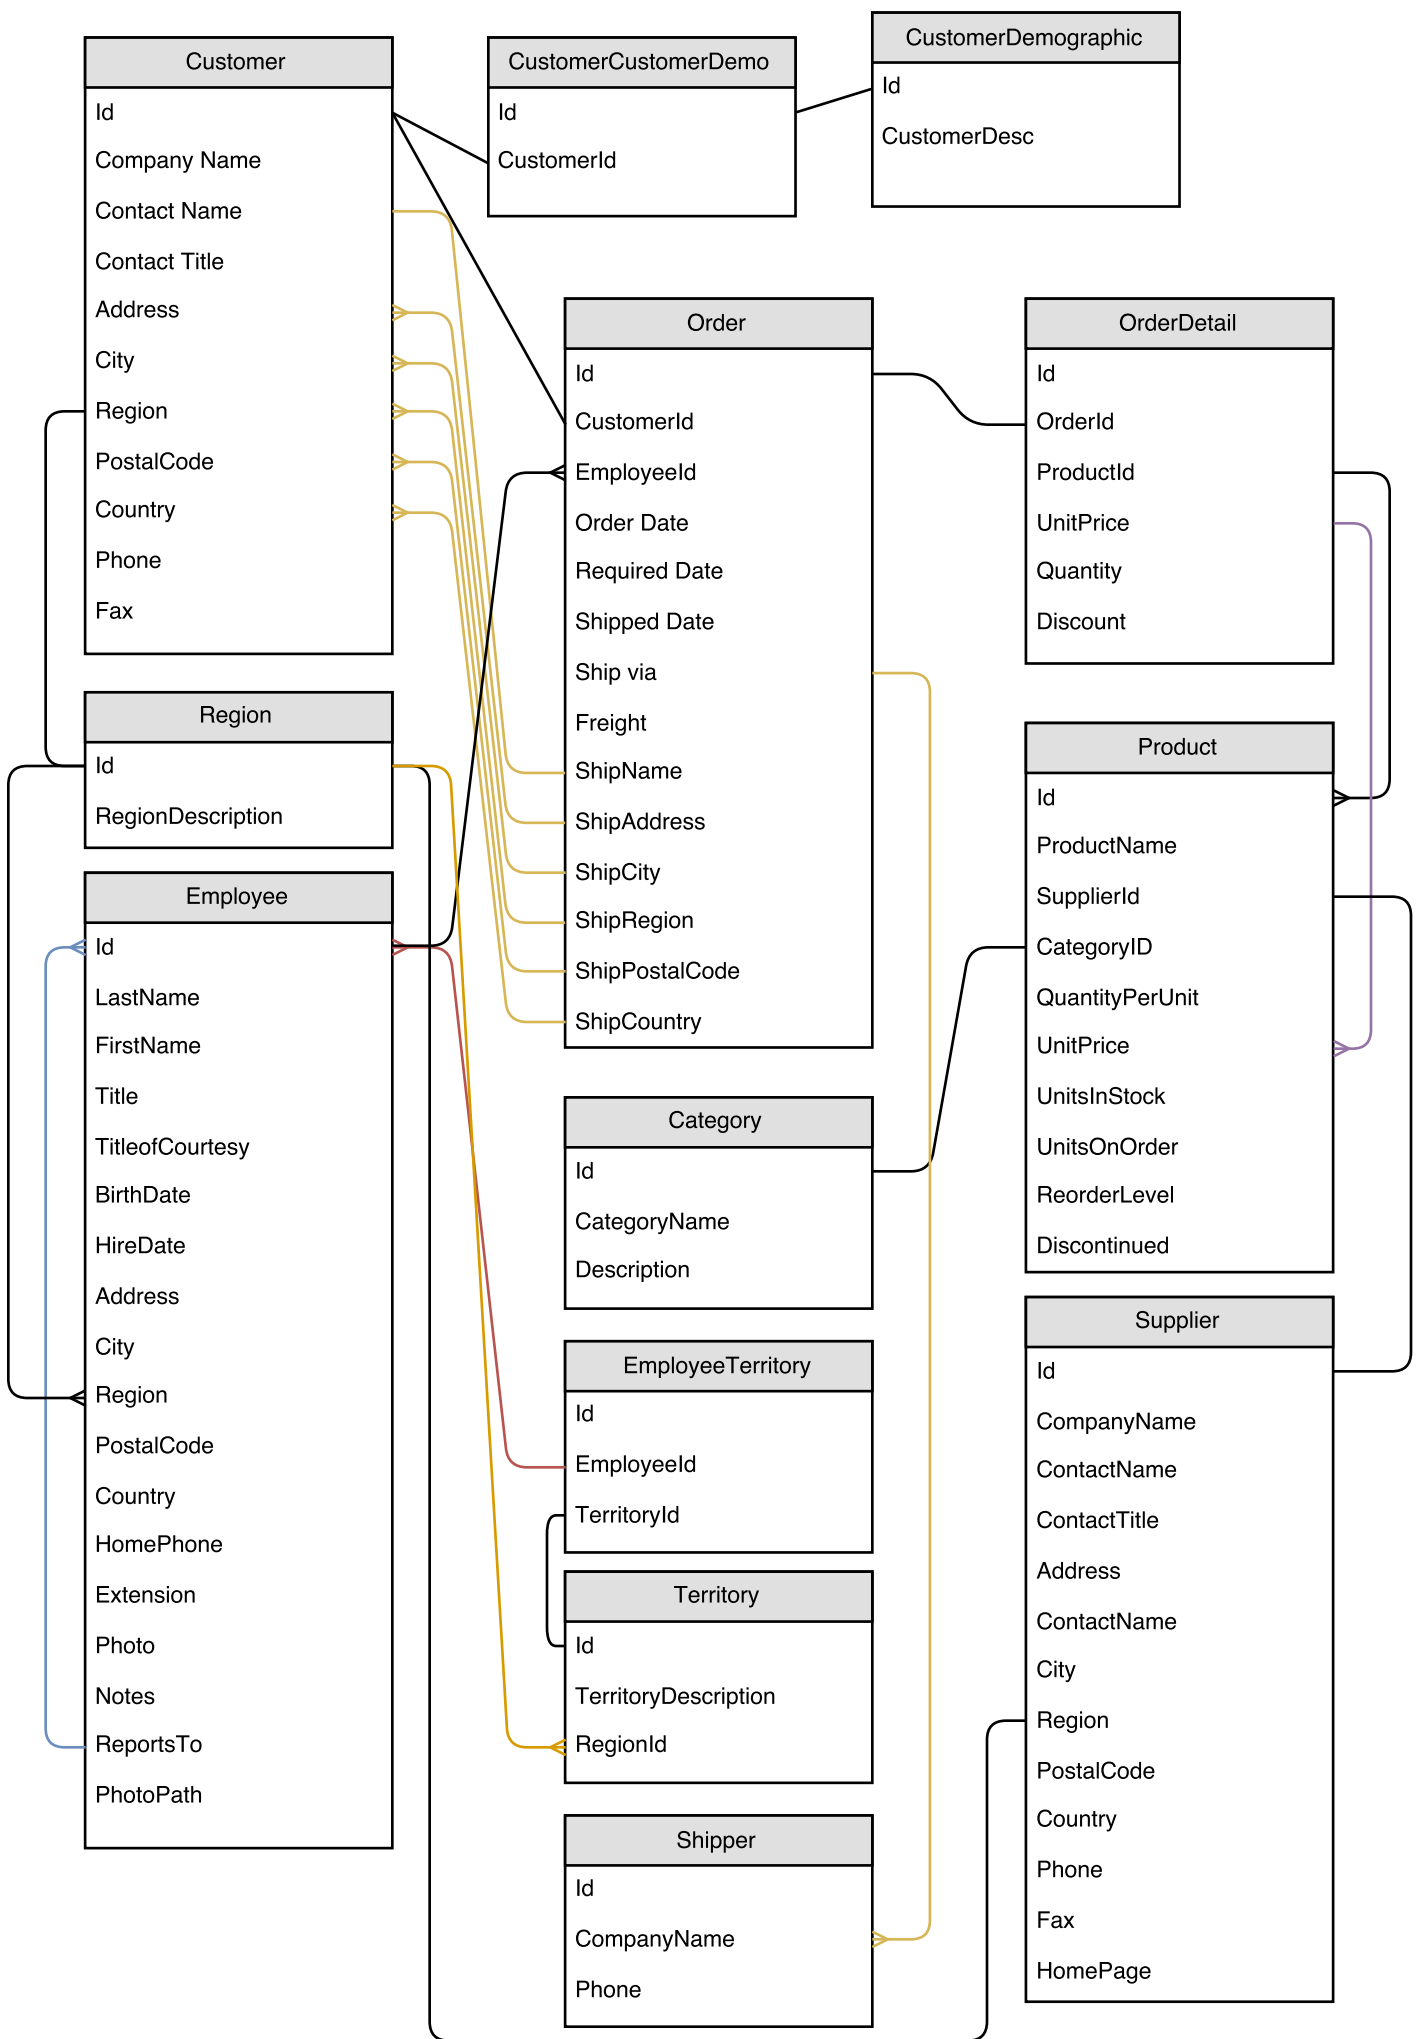 Customer
Id
Company Name
Contact Name
Contact Title
Address
City
Region
PostalCode
Country
Phone
Fax
CustomerCustomerDemo
Id
CustomerId
CustomerDemographic
Id
CustomerDesc
Order
Id
CustomerId
EmployeeId
Order Date
Required Date
Shipped Date
Ship via
Freight
ShipName
ShipAddress
ShipCity
ShipRegion
ShipPostalCode
ShipCountry
OrderDetail
Id
OrderId
ProductId
UnitPrice
Quantity
Discount
Region
Id
RegionDescription
Product
Id
ProductName
SupplierId
CategoryID
QuantityPerUnit
UnitPrice
UnitsInStock
UnitsOnOrder
ReorderLevel
Discontinued
Employee
Id
LastName
FirstName
Title
TitleofCourtesy
BirthDate
HireDate
Address
City
Region
PostalCode
Country
HomePhone
Extension
Photo
Notes
ReportsTo
PhotoPath
Category
Id
CategoryName
Description
EmployeeTerritory
Id
EmployeeId
TerritoryId
Territory
Id
TerritoryDescription
RegionId
Shipper
Id
CompanyName
Phone
Supplier
Id
CompanyName
ContactName
ContactTitle
Address
ContactName
City
Region
PostalCode
Country
Phone
Fax
HomePage